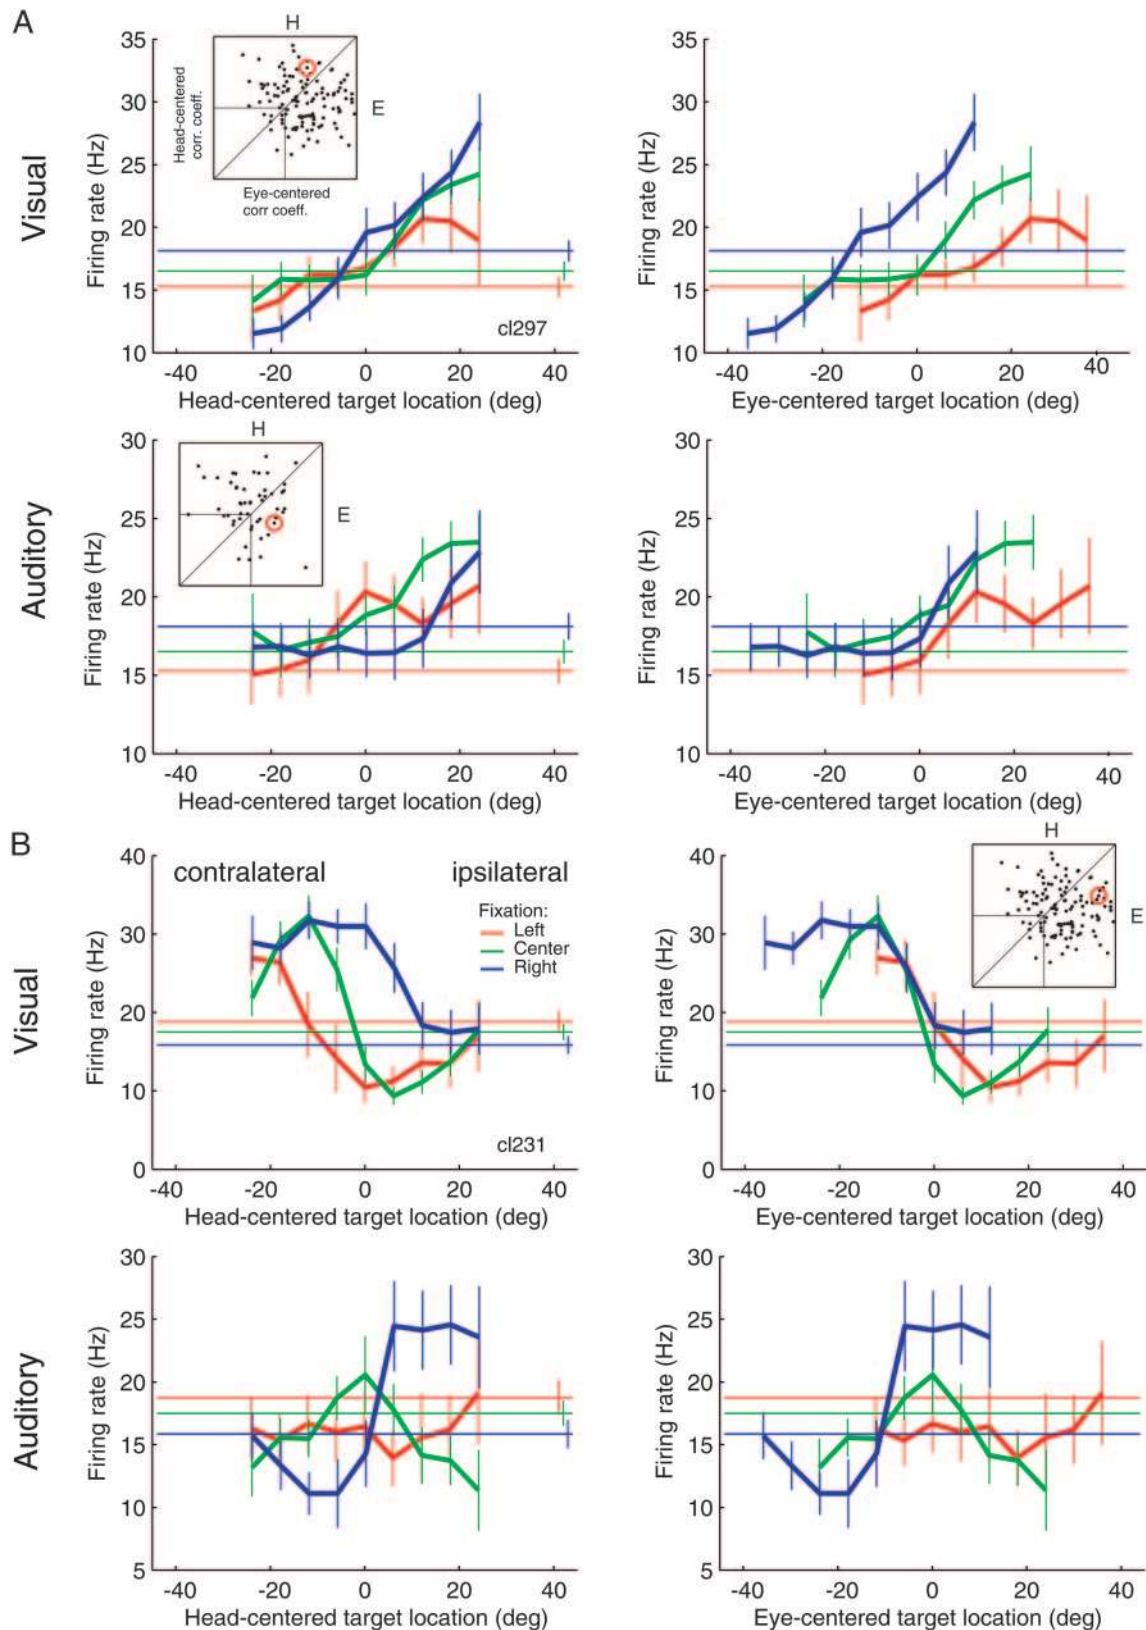 A
Visual
Firing rate (Hz)
35
30
25
20
15
10
H
E
Head-centered
corr. coeff.
Eye-centered
corr coeff.
cl297
-40 -20 0 20 40
Head-centered target location (deg)
Firing rate (Hz)
35
30
25
20
15
10
-40 -20 0 20 40
Eye-centered target location (deg)
Auditory
Firing rate (Hz)
30
25
20
15
10
H
E
-40 -20 0 20 40
Head-centered target location (deg)
Firing rate (Hz)
30
25
20
15
10
-40 -20 0 20 40
Eye-centered target location (deg)
B
Visual
Firing rate (Hz)
40
30
20
10
0
contralateral ipsilateral
Fixation:
Left
Center
Right
cl231
-40 -20 0 20 40
Head-centered target location (deg)
Firing rate (Hz)
40
30
20
10
0
H
E
-40 -20 0 20 40
Eye-centered target location (deg)
Auditory
Firing rate (Hz)
30
25
20
15
10
5
-40 -20 0 20 40
Head-centered target location (deg)
Firing rate (Hz)
30
25
20
15
10
5
-40 -20 0 20 40
Eye-centered target location (deg)